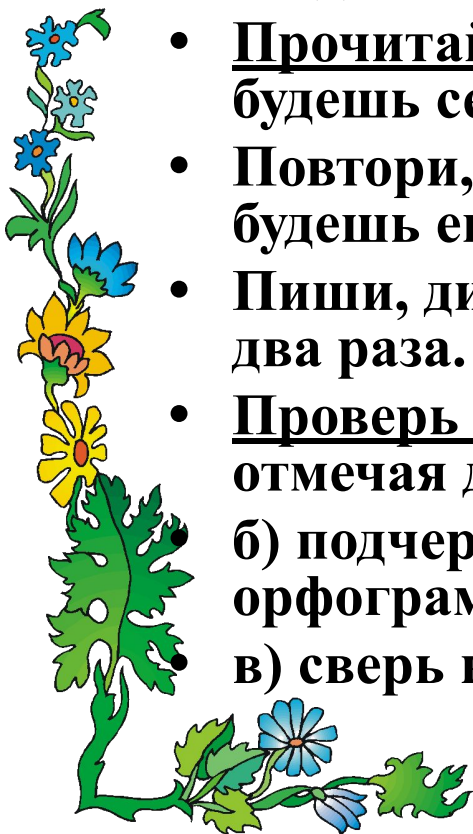 • Прочитай
будешь се
• Повтори,
будешь ег
• Пиши, ди
два раза.
• Проверь
отмечая д
• б) подчер
орфограм
• в) сверь